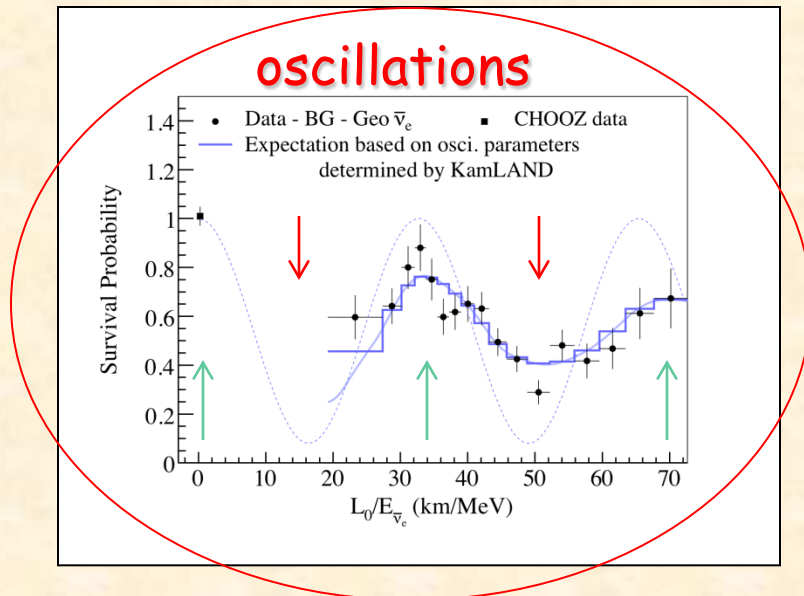 oscillations
Data - BG - Geo ν̅e
CHOOZ data
Expectation based on osci. parameters
determined by KamLAND
Survival Probability
1.4
1.2
1
0.8
0.6
0.4
0.2
0
0 10 20 30 40 50 60 70
L0/Eν̅e (km/MeV)